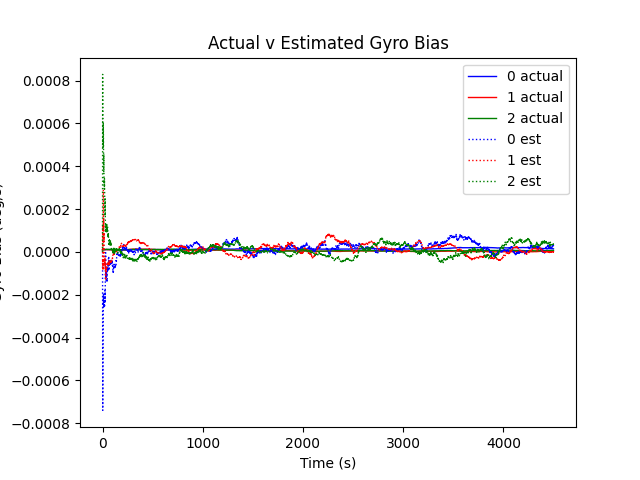 Actual v Estimated Gyro Bias
0 actual
1 actual
2 actual
0 est
1 est
2 est
0.0008
0.0006
0.0004
0.0002
0.0000
−0.0002
−0.0004
−0.0006
−0.0008
0
1000
2000
3000
4000
Time (s)